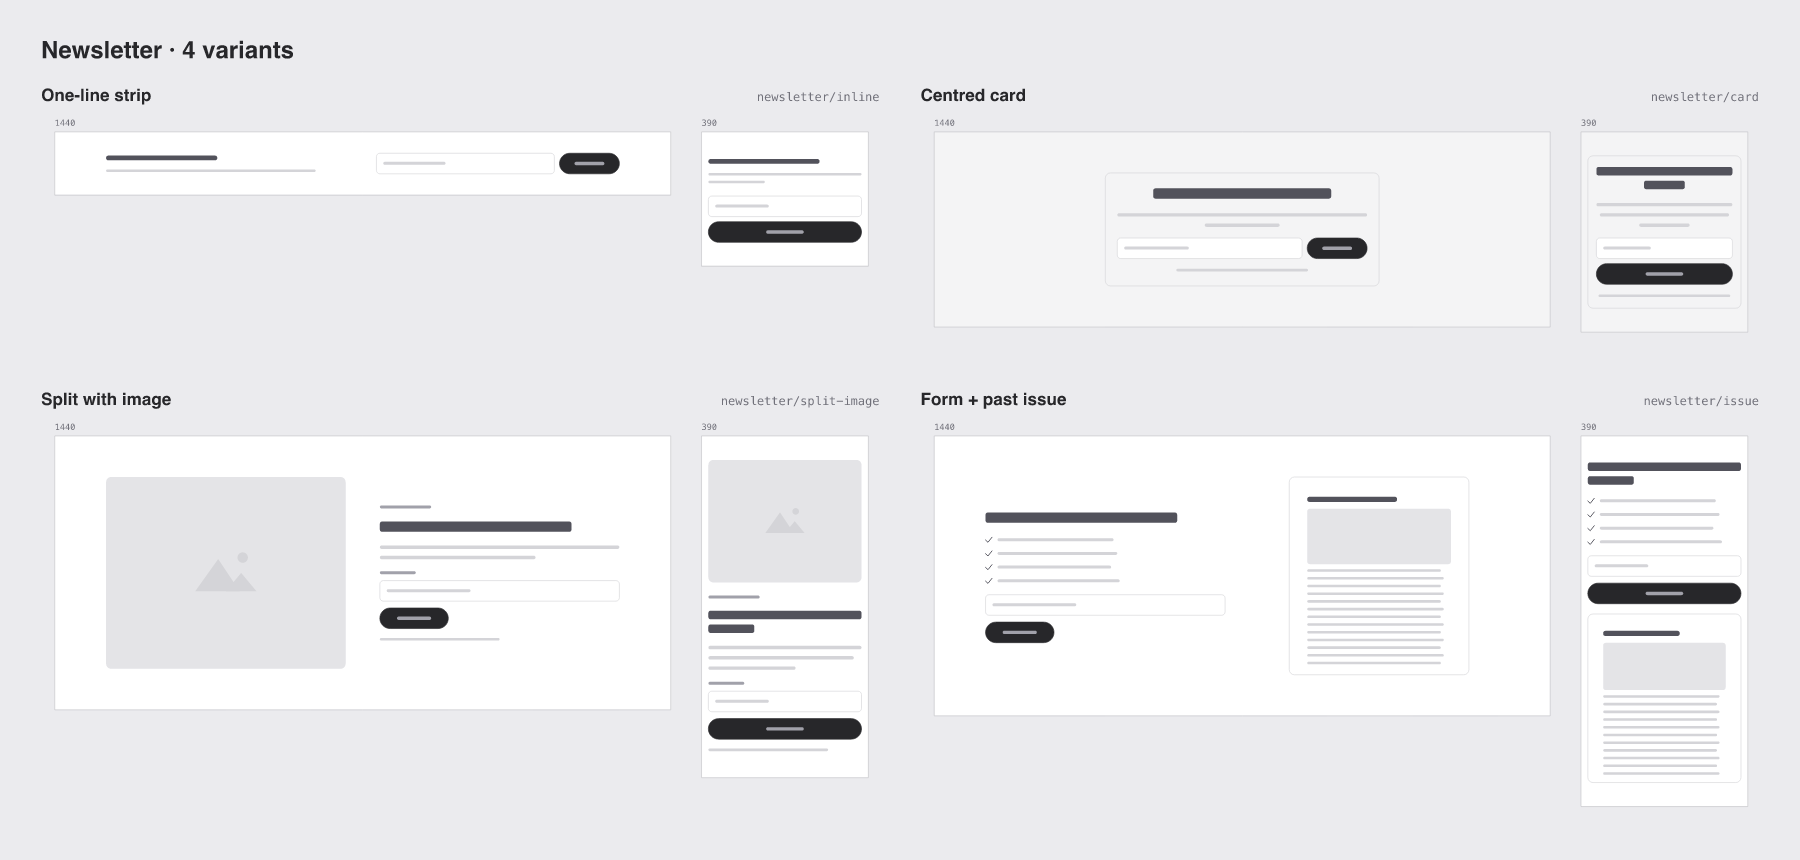 Newsletter · 4 variants
One-line strip
newsletter/inline
1440
390
Centred card
newsletter/card
1440
390
Split with image
newsletter/split-image
1440
390
Form + past issue
newsletter/issue
1440
390